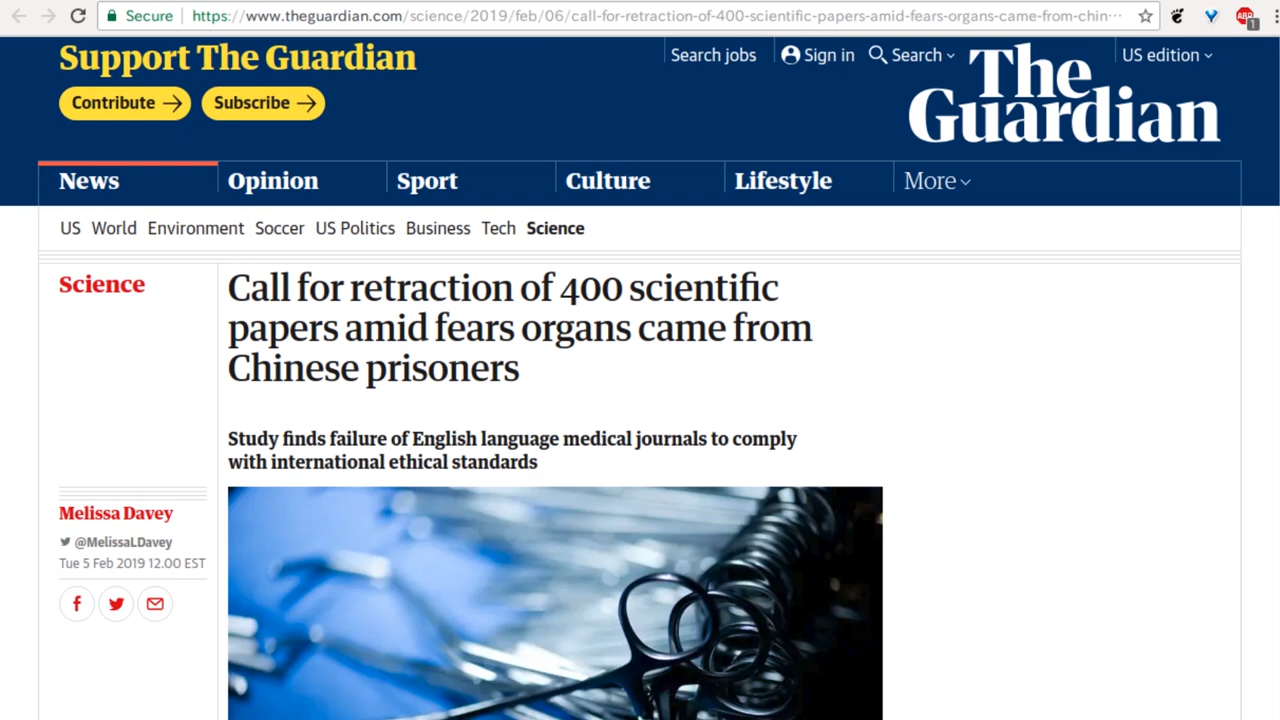 Secure
https://www.theguardian.com/science/2019/feb/06/call-for-retraction-of-400-scientific-papers-amid-fears-organs-came-from-chin…
ABP
1
Support The Guardian
Contribute
Subscribe
Search jobs
Sign in
Search
US edition
The
Guardian
News
Opinion
Sport
Culture
Lifestyle
More
US World Environment Soccer US Politics Business Tech Science
Science
Call for retraction of 400 scientific
papers amid fears organs came from
Chinese prisoners
Study finds failure of English language medical journals to comply
with international ethical standards
Melissa Davey
@MelissaLDavey
Tue 5 Feb 2019 12.00 EST